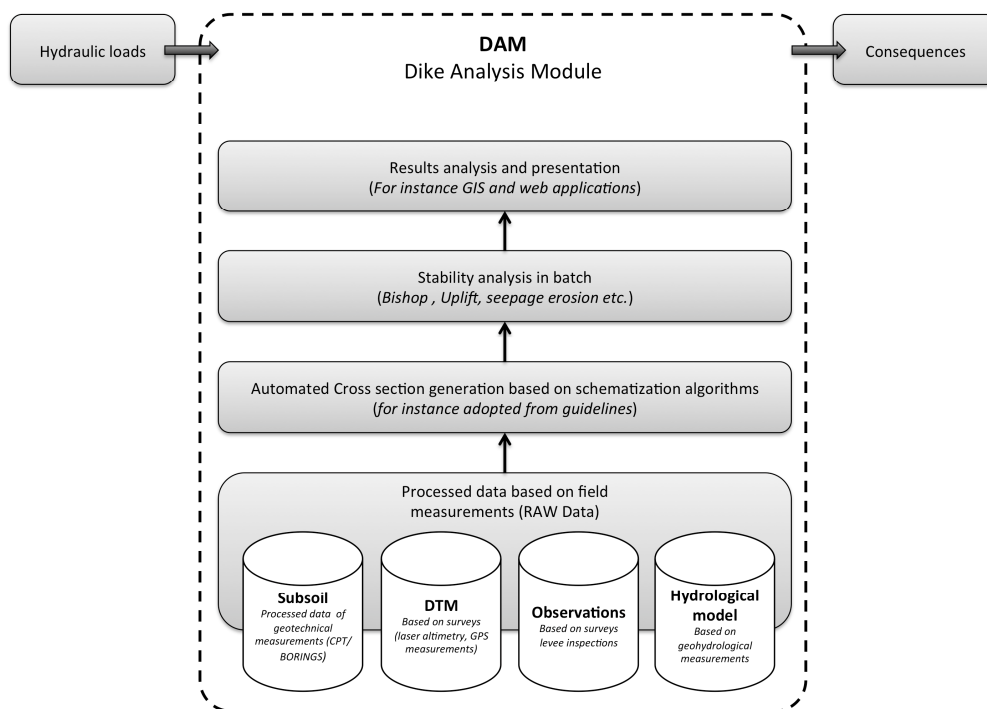 Hydraulic loads
DAM
Dike Analysis Module
Consequences
Results analysis and presentation
(For instance GIS and web applications)
Stability analysis in batch
(Bishop , Uplift, seepage erosion etc.)
Automated Cross section generation based on schematization algorithms
(for instance adopted from guidelines)
Processed data based on field
measurements (RAW Data)
Subsoil
Processed data of
geotechnical
measurements (CPT/
BORINGS)
DTM
Based on surveys
(laser altimetry, GPS
measurements)
Observations
Based on surveys
levee inspections
Hydrological
model
Based on
geohydrological
measurements